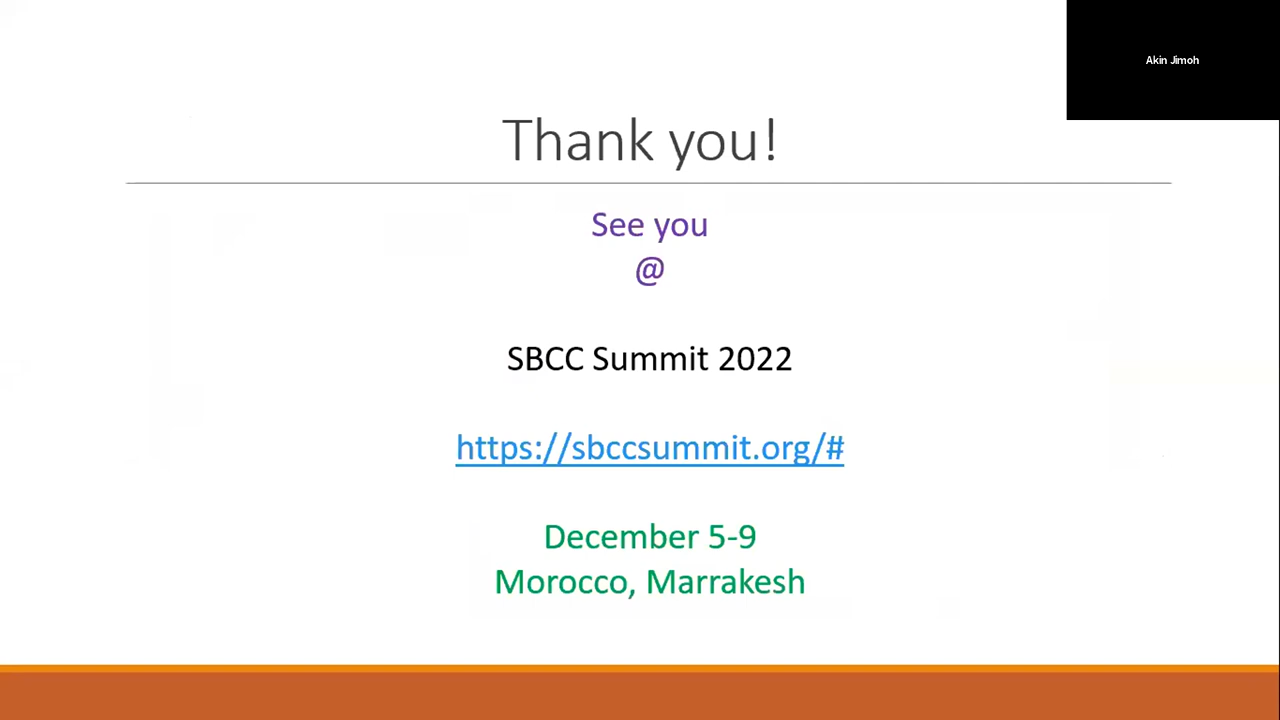 Akin Jimoh
Thank you!
See you
@
SBCC Summit 2022
https://sbccsummit.org/#
December 5-9
Morocco, Marrakesh